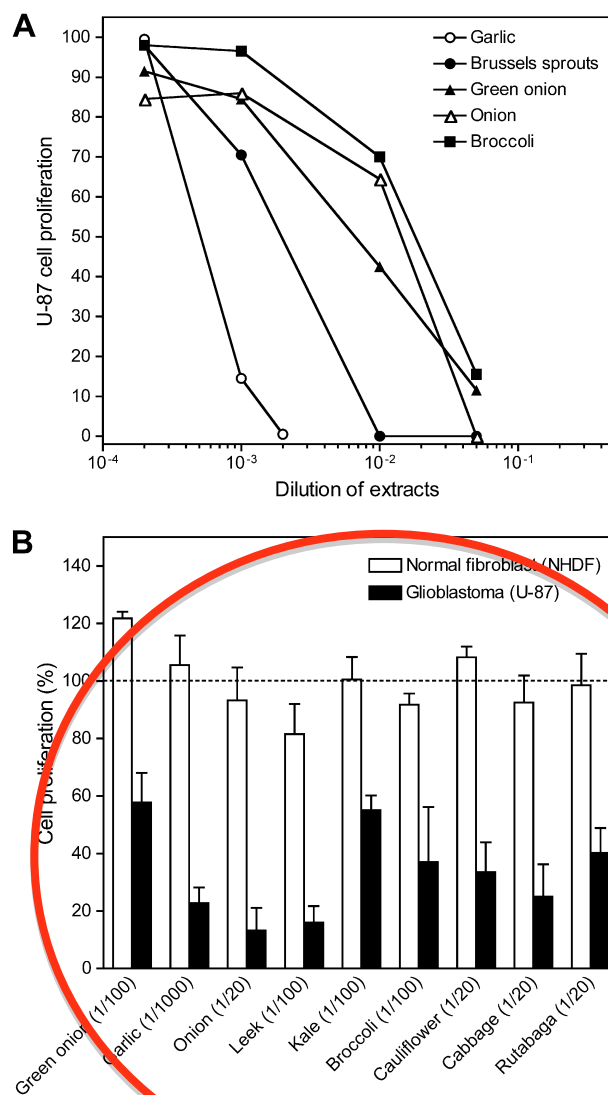 A
Garlic
Brussels sprouts
Green onion
Onion
Broccoli
U-87 cell proliferation
100
90
80
70
60
50
40
30
20
10
0
10-4
10-3
10-2
10-1
Dilution of extracts
B
Normal fibroblast (NHDF)
Glioblastoma (U-87)
Cell proliferation (%)
140
120
100
80
60
40
20
0
Green onion (1/100)
Garlic (1/1000)
Onion (1/20)
Leek (1/100)
Kale (1/100)
Broccoli (1/100)
Cauliflower (1/20)
Cabbage (1/20)
Rutabaga (1/20)